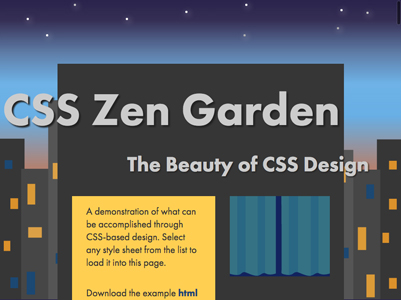 CSS Zen Garden
The Beauty of CSS Design
A demonstration of what can
be accomplished through
CSS-based design. Select
any style sheet from the list to
load it into this page.
Download the example html